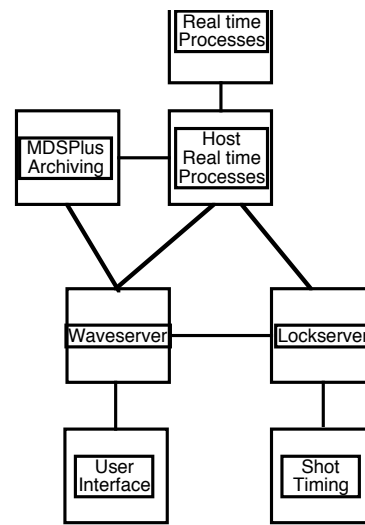 Real time
Processes
MDSPlus
Archiving
Host
Real time
Processes
Waveserver
Lockserver
User
Interface
Shot
Timing